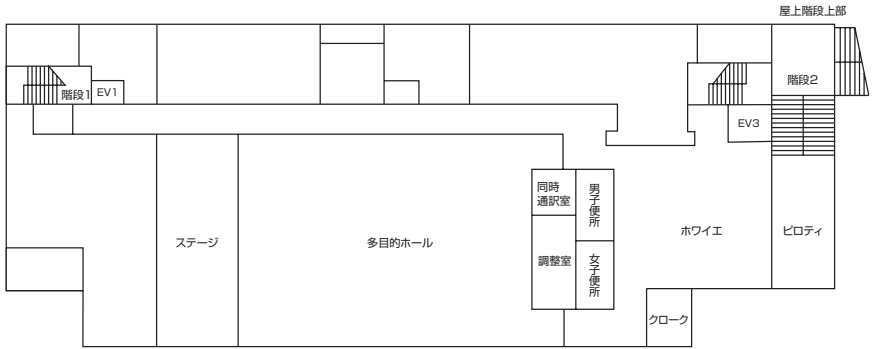 屋上階段上部
階段1
EV1
階段2
EV3
同時
通訳室
男子便所
ステージ
多目的ホール
調整室
女子便所
ホワイエ
ピロティ
クローク